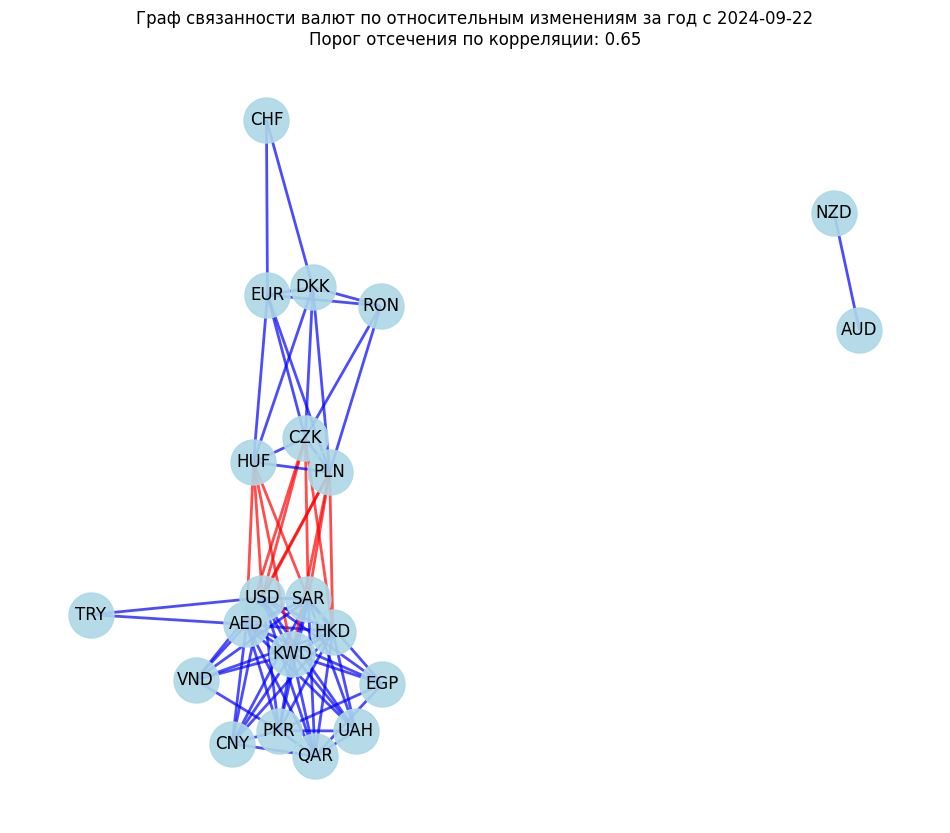 Граф связанности валют по относительным изменениям за год с 2024-09-22
Порог отсечения по корреляции: 0.65
CHF
NZD
EUR
DKK
RON
AUD
CZK
HUF
PLN
USD
SAR
TRY
AED
HKD
KWD
VND
EGP
PKR
UAH
CNY
QAR